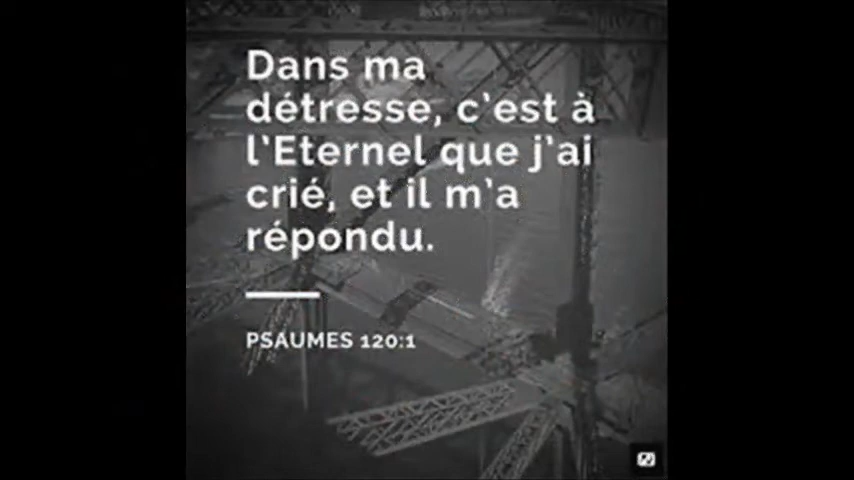 Dans ma
détresse, c'est à
l'Eternel que j'ai
crié, et il m'a
répondu.
PSAUMES 120:1